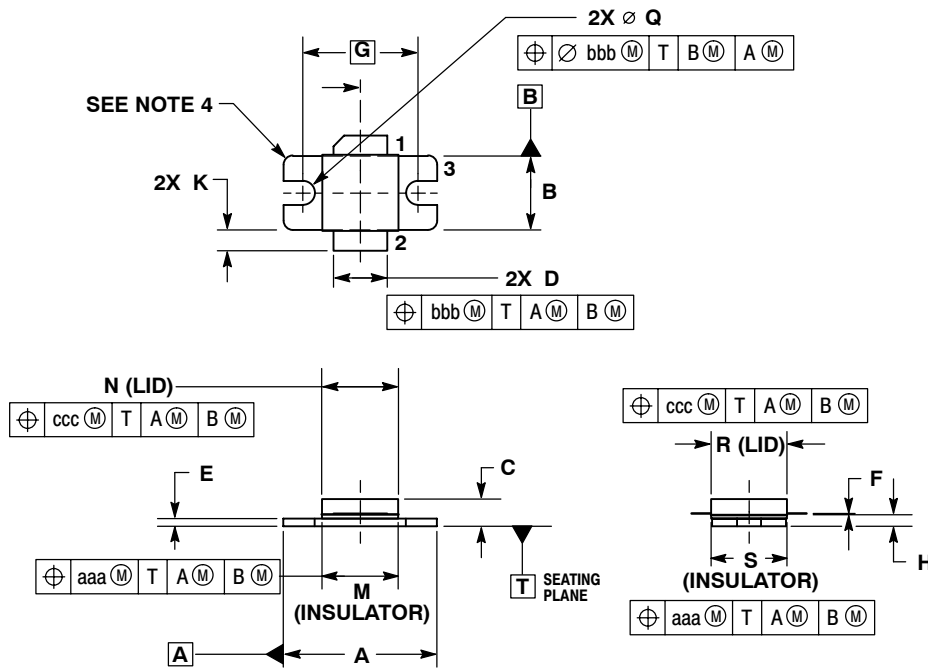 2X ⌀ Q
⌖ ⌀ bbb Ⓜ T B Ⓜ A Ⓜ
G
B
SEE NOTE 4
1
3
2X K
B
2
2X D
⌖ bbb Ⓜ T A Ⓜ B Ⓜ
N (LID)
⌖ ccc Ⓜ T A Ⓜ B Ⓜ
E
C
⌖ aaa Ⓜ T A Ⓜ B Ⓜ
M
(INSULATOR)
T SEATING
PLANE
A
A
⌖ ccc Ⓜ T A Ⓜ B Ⓜ
R (LID)
F
H
S
(INSULATOR)
⌖ aaa Ⓜ T A Ⓜ B Ⓜ